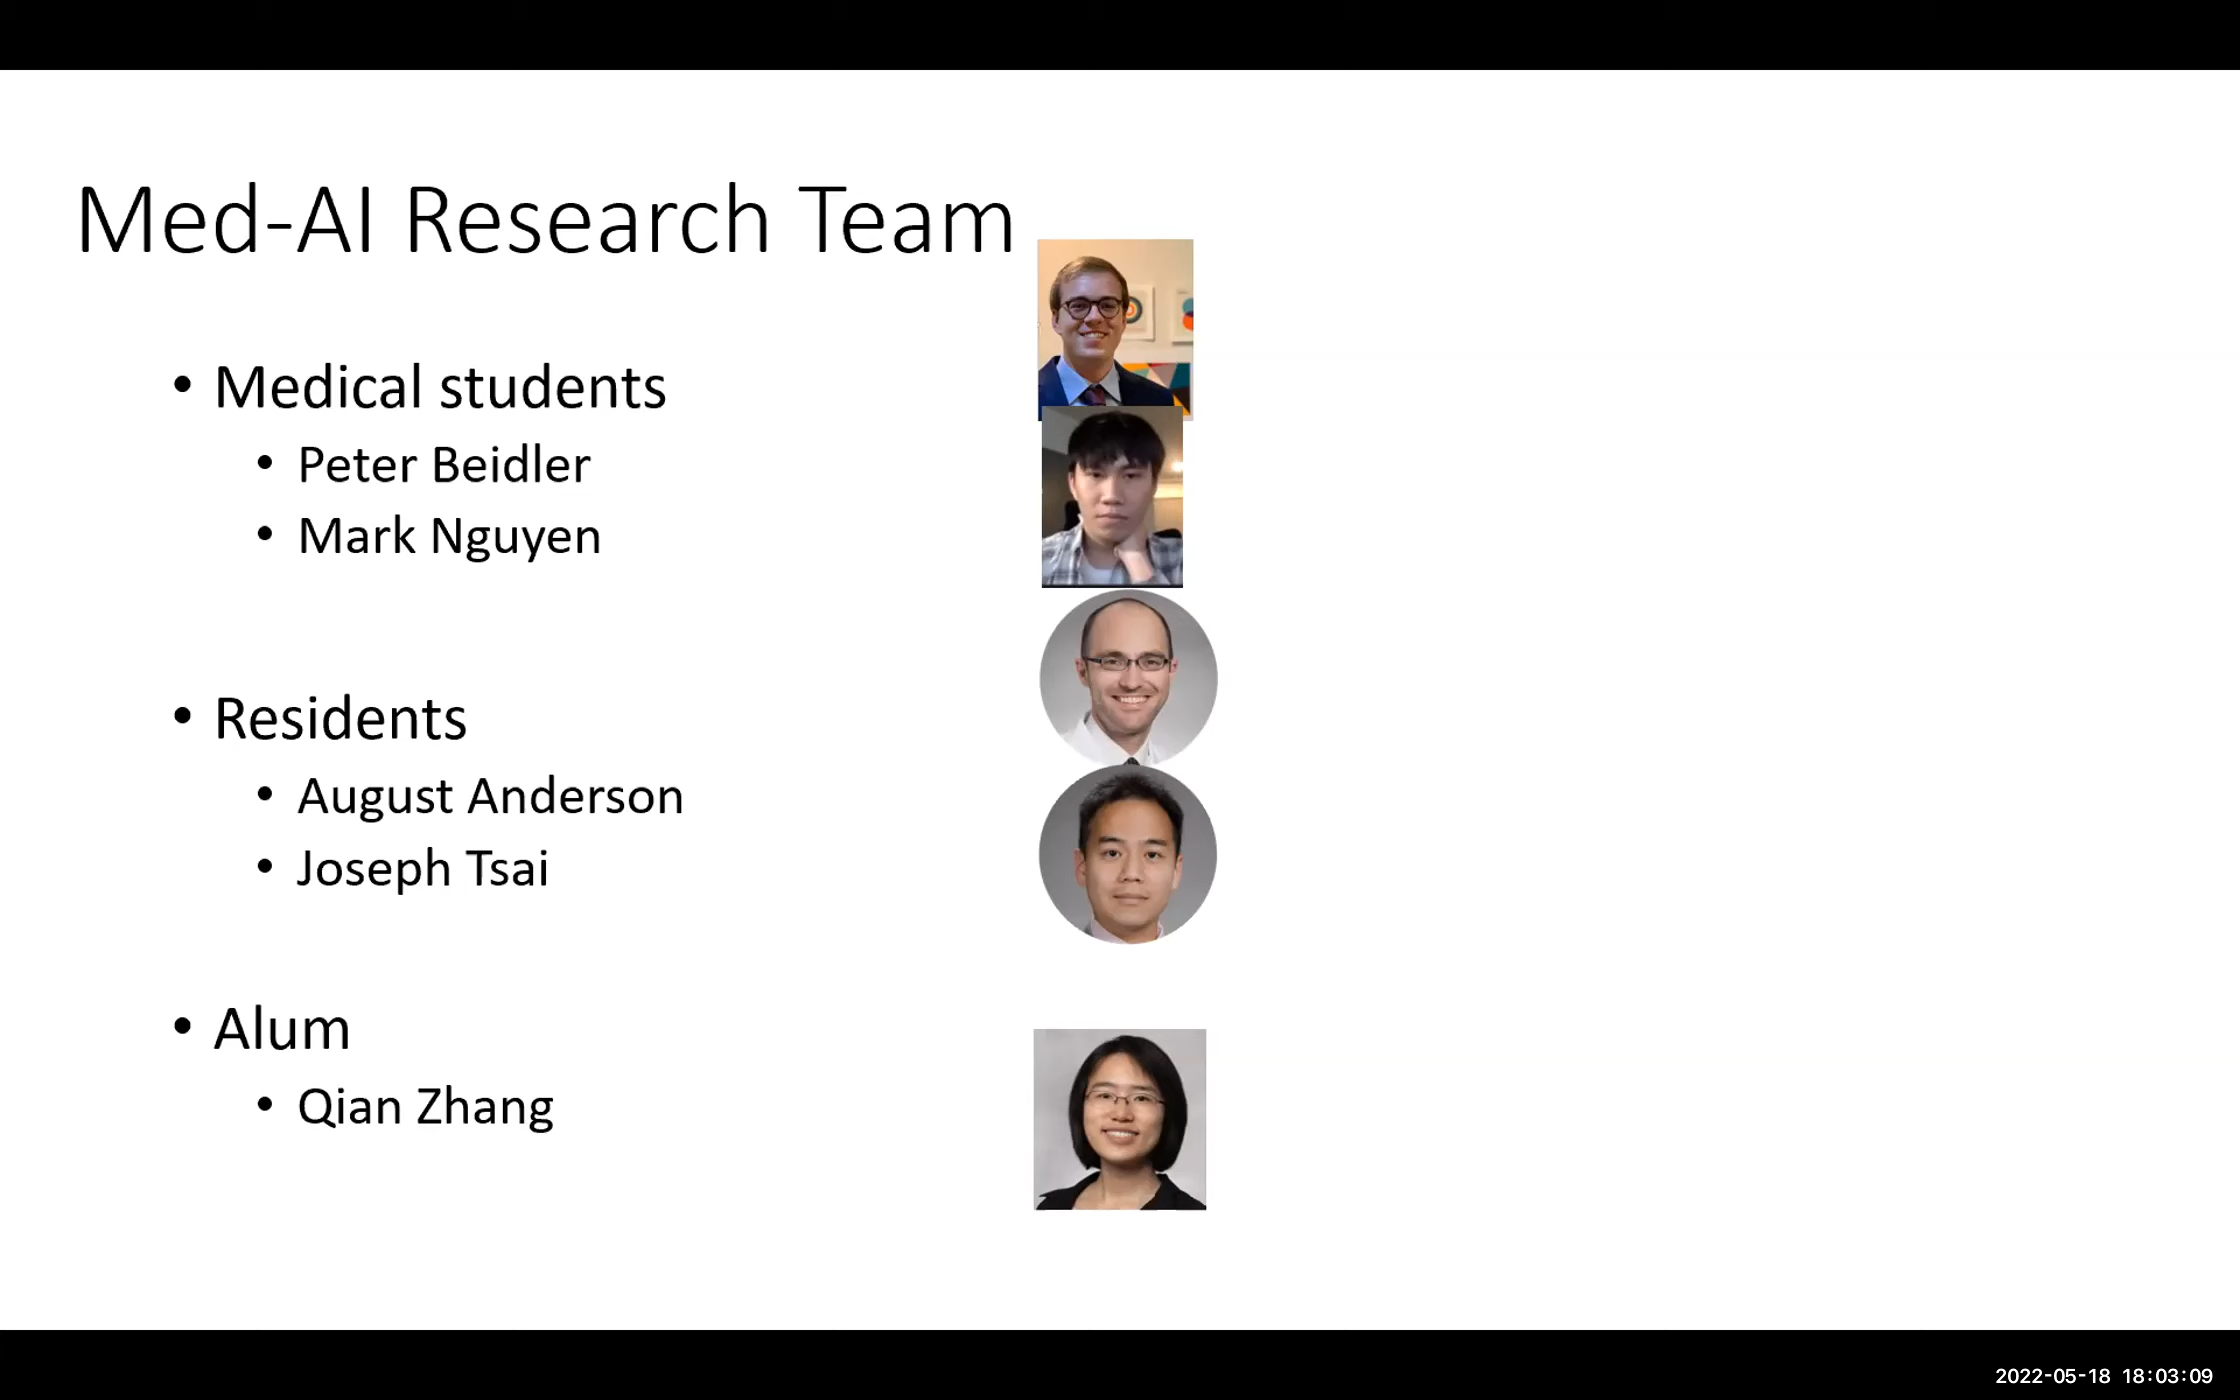 Med-AI Research Team
• Medical students
• Peter Beidler
• Mark Nguyen
• Residents
• August Anderson
• Joseph Tsai
• Alum
• Qian Zhang
2022-05-18 18:03:09